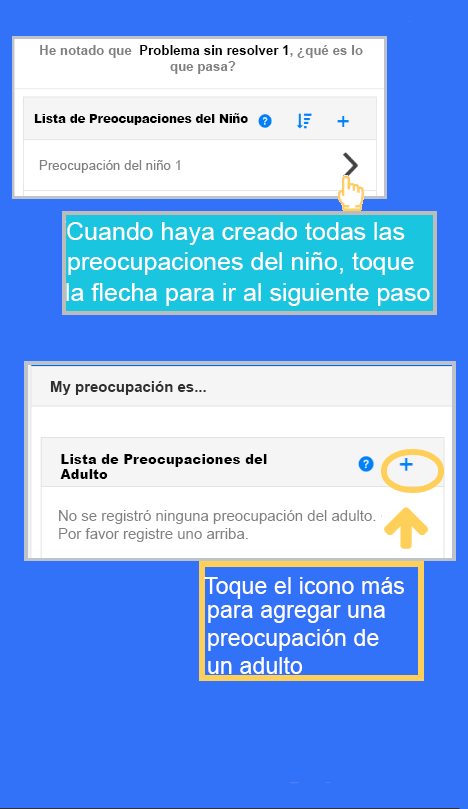 He notado que Problema sin resolver 1, ¿qué es lo
que pasa?
Lista de Preocupaciones del Niño ?
Preocupación del niño 1
Cuando haya creado todas las
preocupaciones del niño, toque
la flecha para ir al siguiente paso
My preocupación es...
Lista de Preocupaciones del ? +
Adulto
No se registró ninguna preocupación del adulto.
Por favor registre uno arriba.
Toque el icono más
para agregar una
preocupación de
un adulto